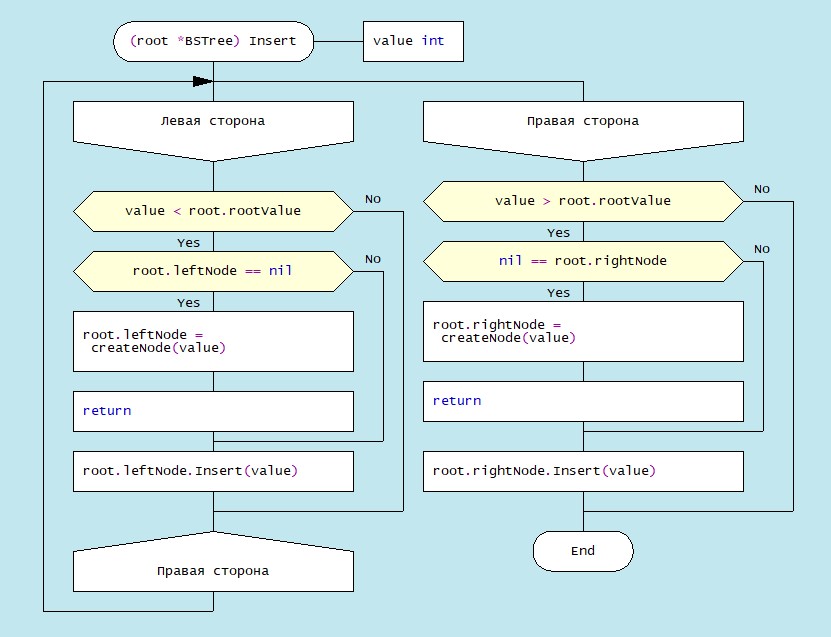 (root *BSTree) Insert
value int
Левая сторона
value < root.rootValue
No
Yes
root.leftNode == nil
No
Yes
root.leftNode =
createNode(value)
return
root.leftNode.Insert(value)
Правая сторона
Правая сторона
value > root.rootValue
No
Yes
nil == root.rightNode
No
Yes
root.rightNode =
createNode(value)
return
root.rightNode.Insert(value)
End